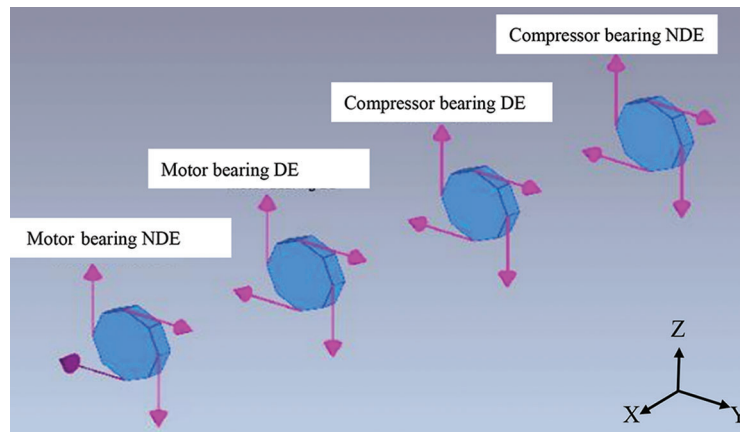 Compressor bearing NDE
Compressor bearing DE
Motor bearing DE
Motor bearing NDE
Z
X
Y